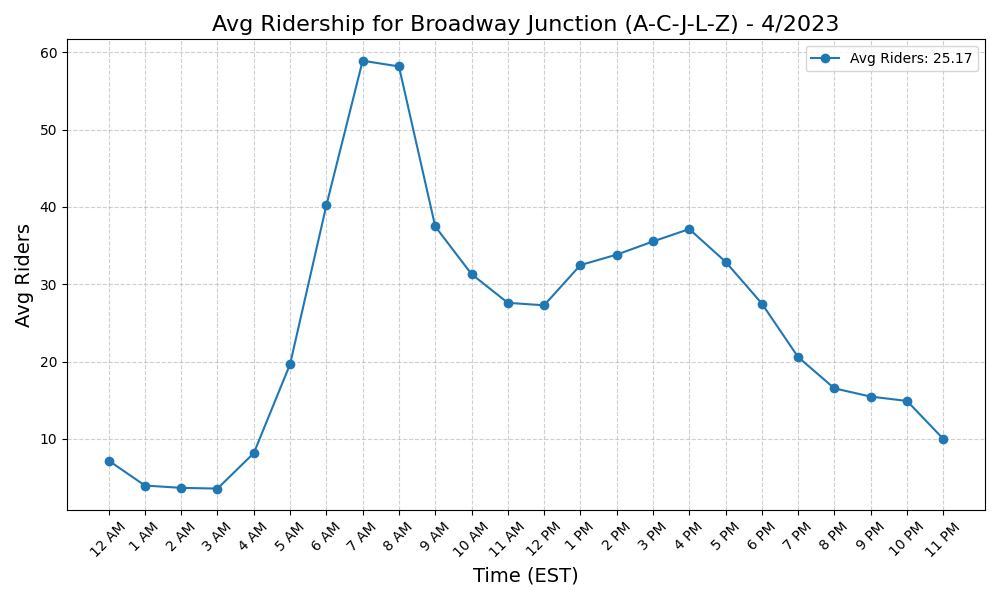 Avg Ridership for Broadway Junction (A-C-J-L-Z) - 4/2023
Avg Riders: 25.17
Avg Riders
60
50
40
30
20
10
12 AM
1 AM
2 AM
3 AM
4 AM
5 AM
6 AM
7 AM
8 AM
9 AM
10 AM
11 AM
12 PM
1 PM
2 PM
3 PM
4 PM
5 PM
6 PM
7 PM
8 PM
9 PM
10 PM
11 PM
Time (EST)